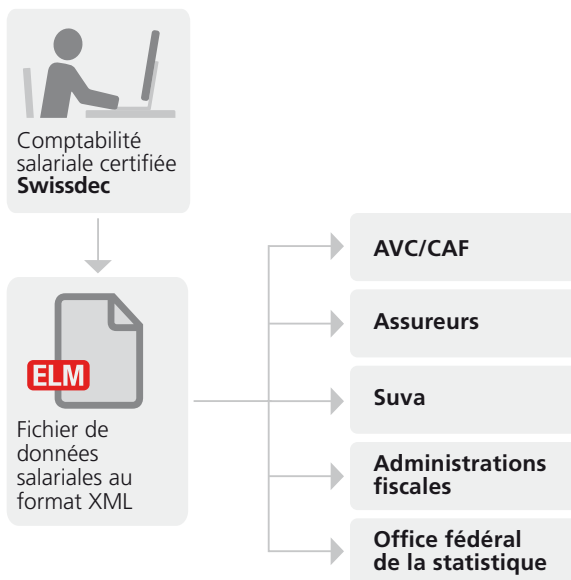 Comptabilité
salariale certifiée
Swissdec
ELM
Fichier de
données
salariales au
format XML
AVC/CAF
Assureurs
Suva
Administrations
fiscales
Office fédéral
de la statistique